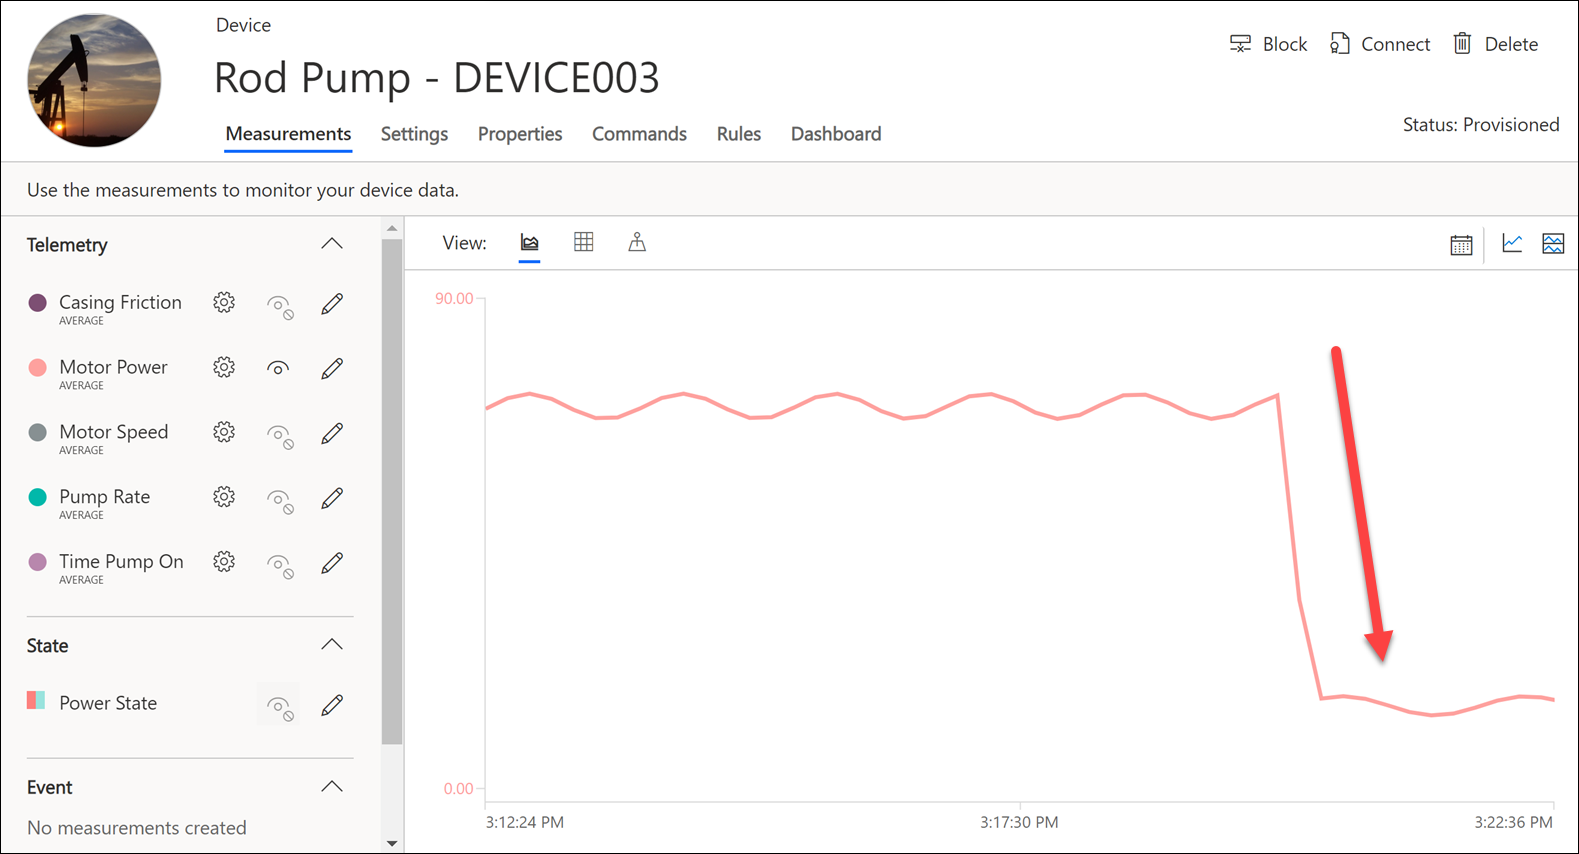 Device
Rod Pump - DEVICE003
Block Connect Delete
Measurements Settings Properties Commands Rules Dashboard
Status: Provisioned
Use the measurements to monitor your device data.
Telemetry
View:
Casing Friction
AVERAGE
Motor Power
AVERAGE
Motor Speed
AVERAGE
Pump Rate
AVERAGE
Time Pump On
AVERAGE
State
Power State
Event
No measurements created
90.00
0.00
3:12:24 PM 3:17:30 PM 3:22:36 PM